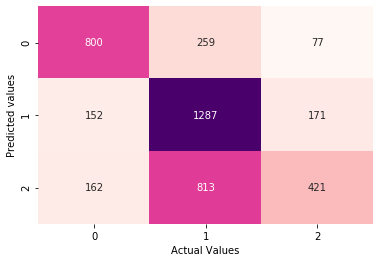 Predicted values
0 800 259 77
1 152 1287 171
2 162 813 421
0 1 2
Actual Values